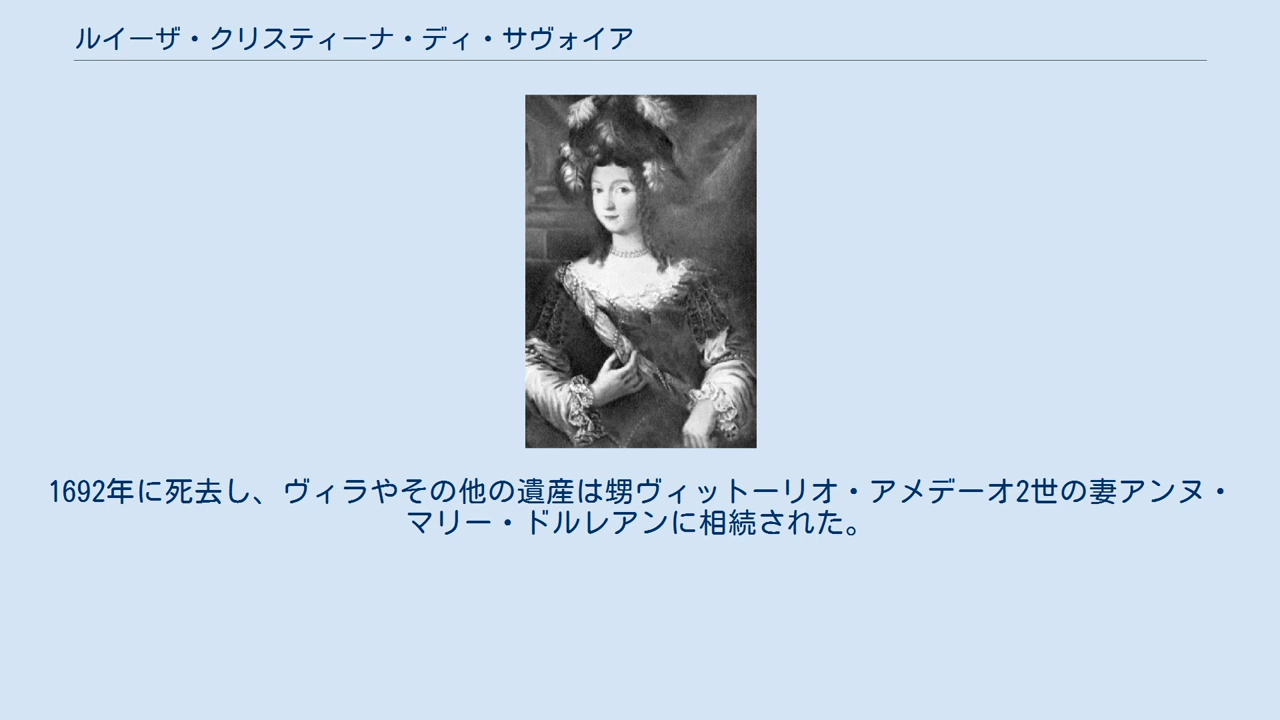 ルイーザ・クリスティーナ・ディ・サヴォイア
1692年に死去し、ヴィラやその他の遺産は甥ヴィットーリオ・アメデーオ2世の妻アンヌ・
マリー・ドルレアンに相続された。